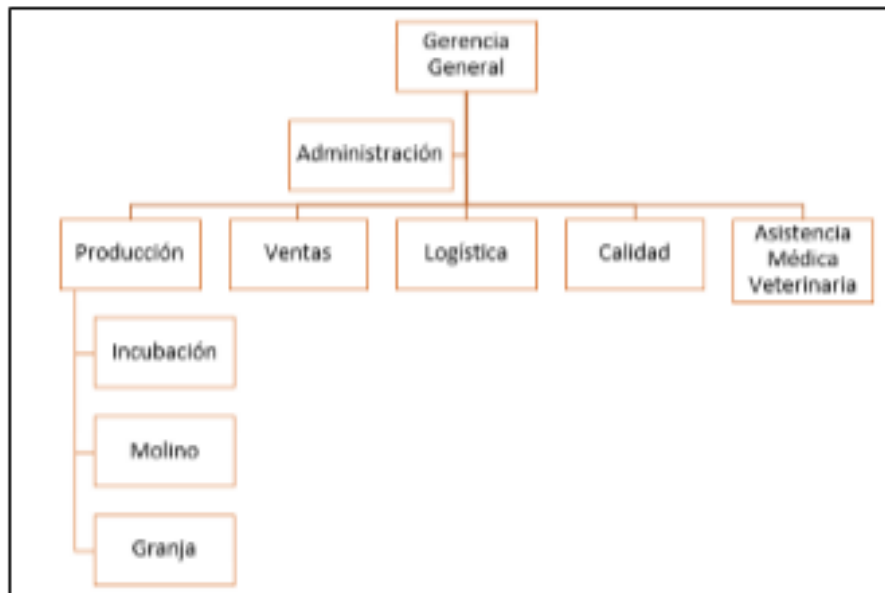 Gerencia
General
Administración
Producción
Ventas
Logística
Calidad
Asistencia
Médica
Veterinaria
Incubación
Molino
Granja